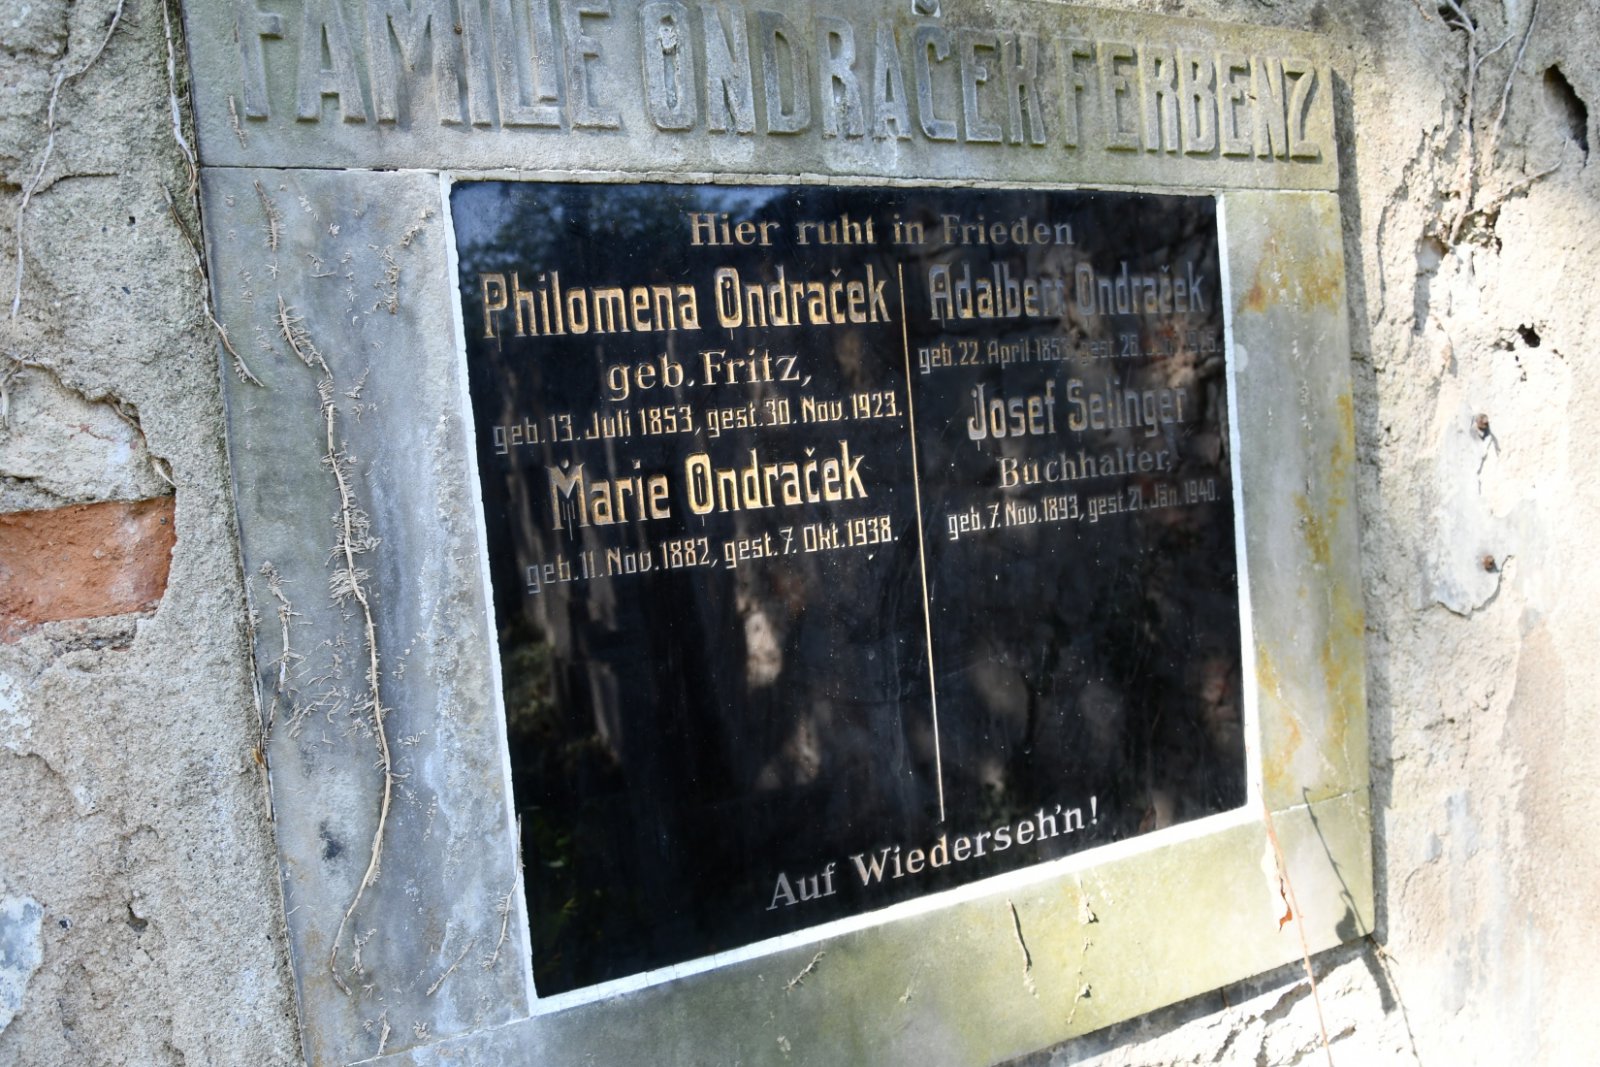 FAMILIE ONDRAČEK FERBENZ
Hier ruht in Frieden
Philomena Ondraček
geb. Fritz,
geb. 13. Juli 1853, gest. 30. Nov. 1923.
Marie Ondraček
geb. 11. Nov. 1882, gest. 7. Okt. 1938.
Adalbert Ondraček
geb. 22. April gest.
Josef Selinger
Buchhalter,
geb. 7. Nov. 1893, gest. 21. Jän. 1940.
Auf Wiederseh'n!